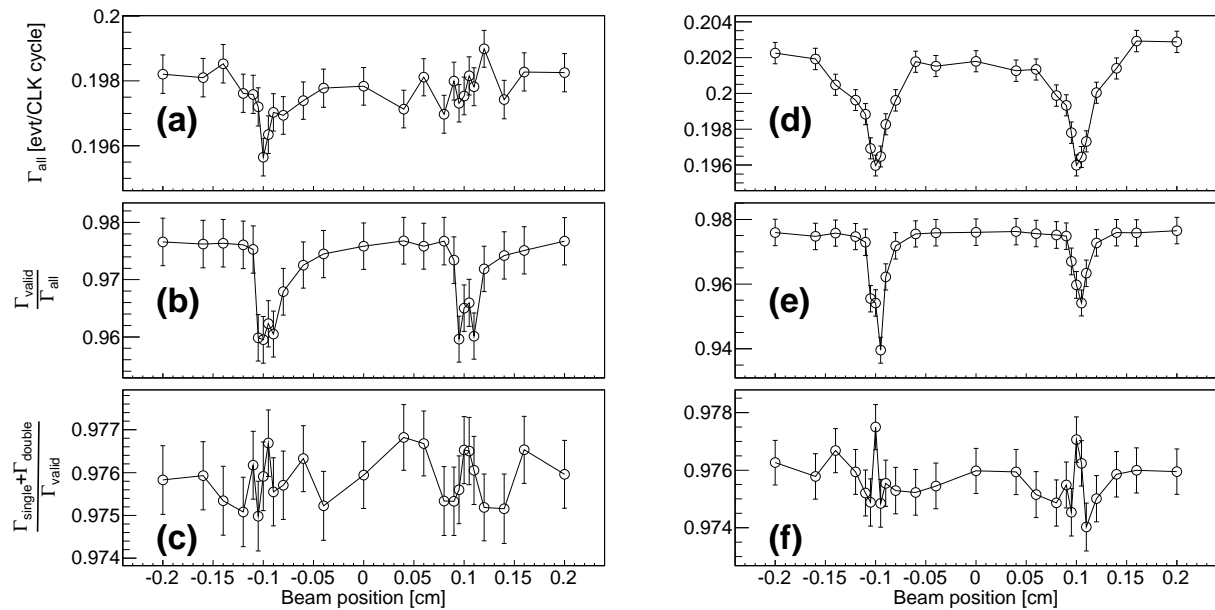 0.2
0.198
0.196
Γall [evt/CLK cycle]
(a)
0.204
0.202
0.2
0.198
0.196
(d)
0.98
0.97
0.96
Γvalid
Γall
(b)
0.98
0.96
0.94
(e)
0.977
0.976
0.975
0.974
Γsingle+Γdouble
Γvalid
(c)
0.978
0.976
0.974
(f)
-0.2 -0.15 -0.1 -0.05 0 0.05 0.1 0.15 0.2
Beam position [cm]
-0.2 -0.15 -0.1 -0.05 0 0.05 0.1 0.15 0.2
Beam position [cm]